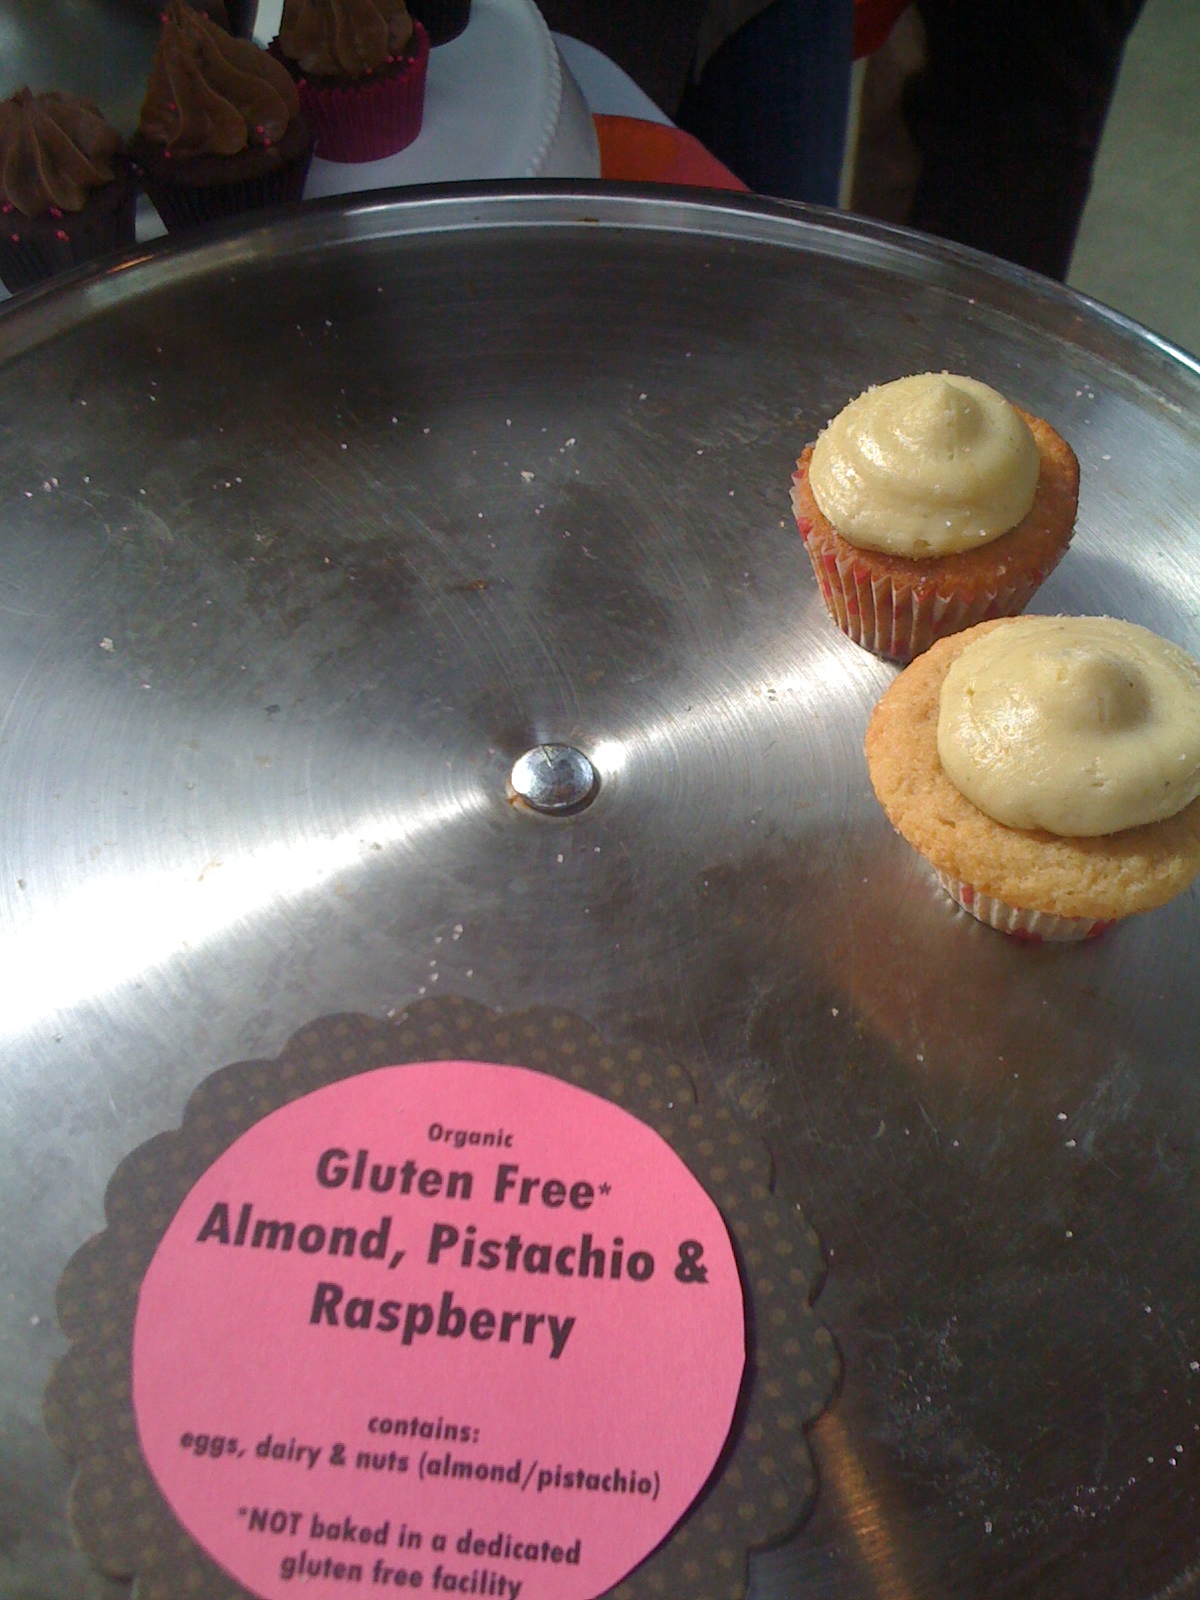 Organic
Gluten Free*
Almond, Pistachio &
Raspberry
contains:
eggs, dairy & nuts (almond/pistachio)
*NOT baked in a dedicated
gluten free facility